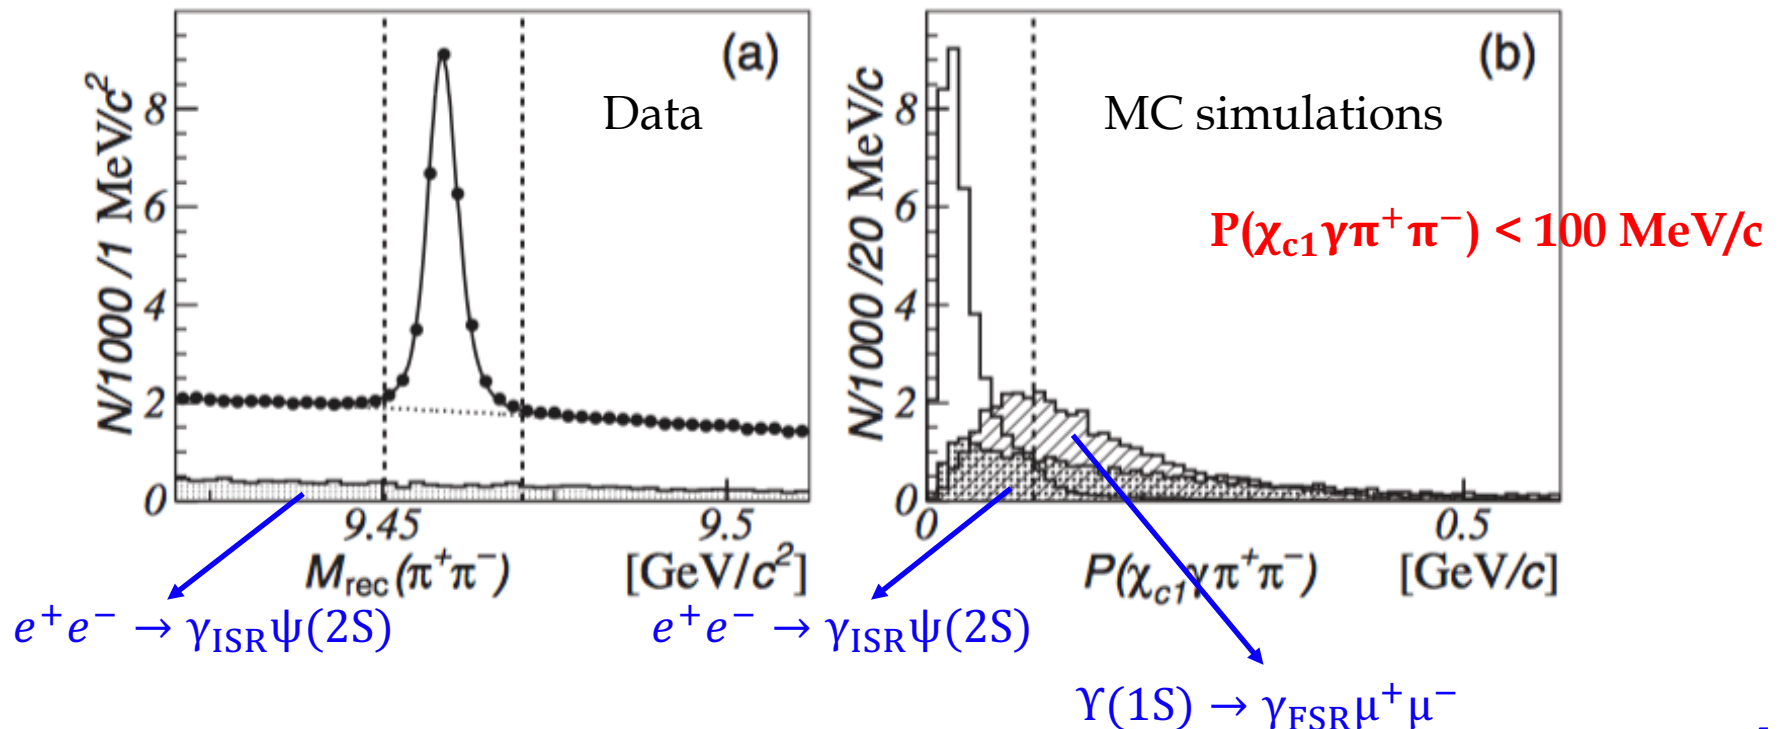 (a)
Data
N/1000 /1 MeV/c²
8
6
4
2
0
9.45
9.5
M_rec(π⁺π⁻) [GeV/c²]
e⁺e⁻ → γ_ISR ψ(2S)
(b)
MC simulations
P(χ_c1γπ⁺π⁻) < 100 MeV/c
N/1000 /20 MeV/c
8
6
4
2
0
0
0.5
P(χ_c1γπ⁺π⁻) [GeV/c]
e⁺e⁻ → γ_ISR ψ(2S)
ϒ(1S) → γ_FSR μ⁺μ⁻